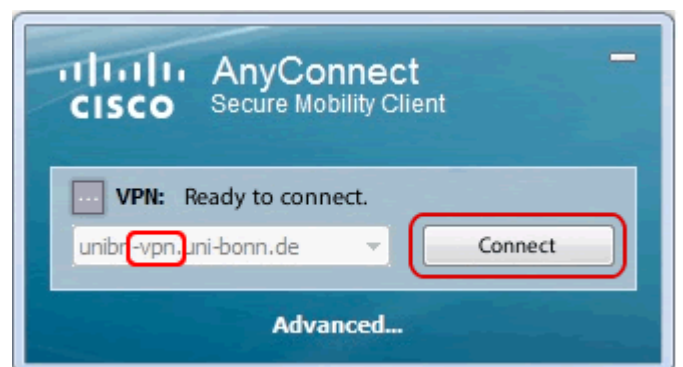 AnyConnect
CISCO Secure Mobility Client
... VPN: Ready to connect.
unibn-vpn.uni-bonn.de Connect
Advanced...